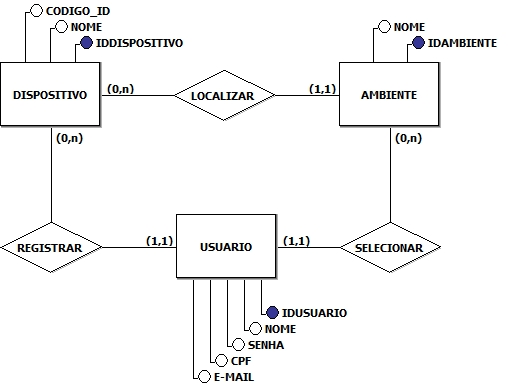 CODIGO_ID
NOME
IDDISPOSITIVO
NOME
IDAMBIENTE
DISPOSITIVO
(0,n)
LOCALIZAR
(1,1)
AMBIENTE
(0,n)
(0,n)
REGISTRAR
(1,1)
USUARIO
(1,1)
SELECIONAR
IDUSUARIO
NOME
SENHA
CPF
E-MAIL